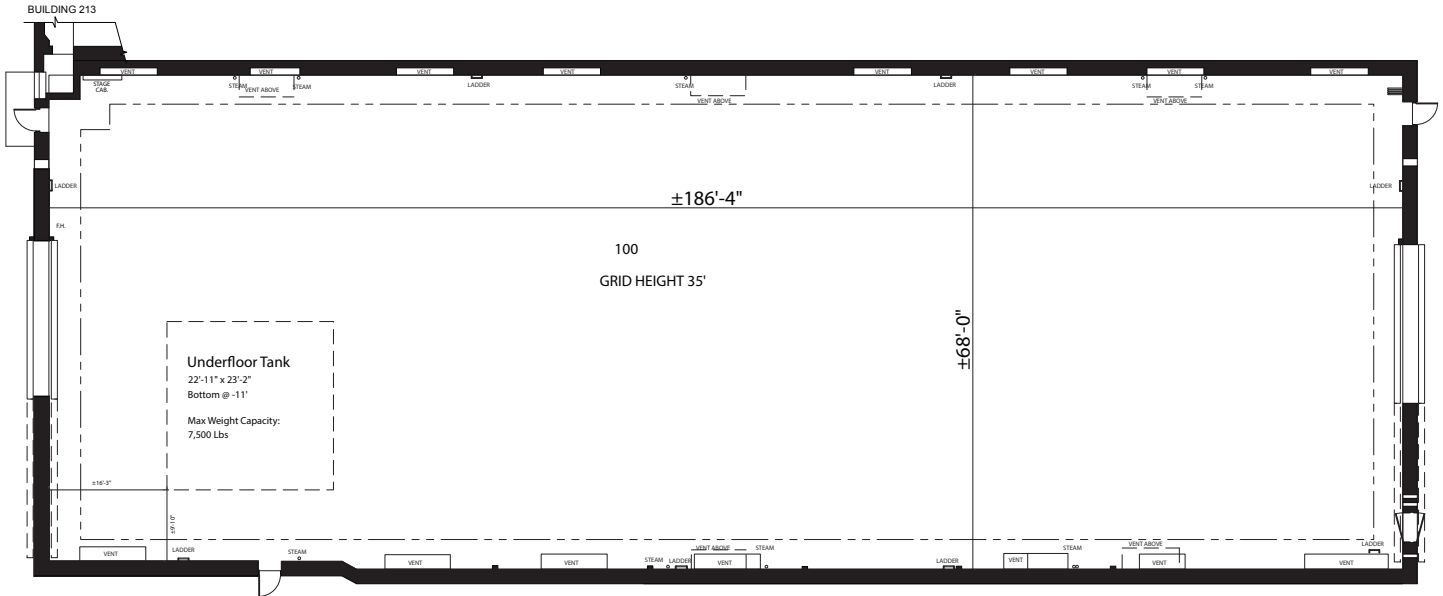 BUILDING 213
VENT
VENT
VENT
VENT
VENT
VENT
VENT
VENT
STAGE
CAB.
STEAM
VENT ABOVE
STEAM
LADDER
STEAM
VENT ABOVE
LADDER
STEAM
VENT ABOVE
STEAM
LADDER
LADDER
±186'-4"
F.H.
100
GRID HEIGHT 35'
±68'-0"
Underfloor Tank
22'-11" x 23'-2"
Bottom @ -11'
Max Weight Capacity:
7,500 Lbs
±16'-3"
±9'-10"
VENT
LADDER
STEAM
VENT
VENT
STEAM
LADDER
VENT ABOVE
VENT
STEAM
LADDER
VENT
STEAM
VENT ABOVE
VENT
VENT
LADDER